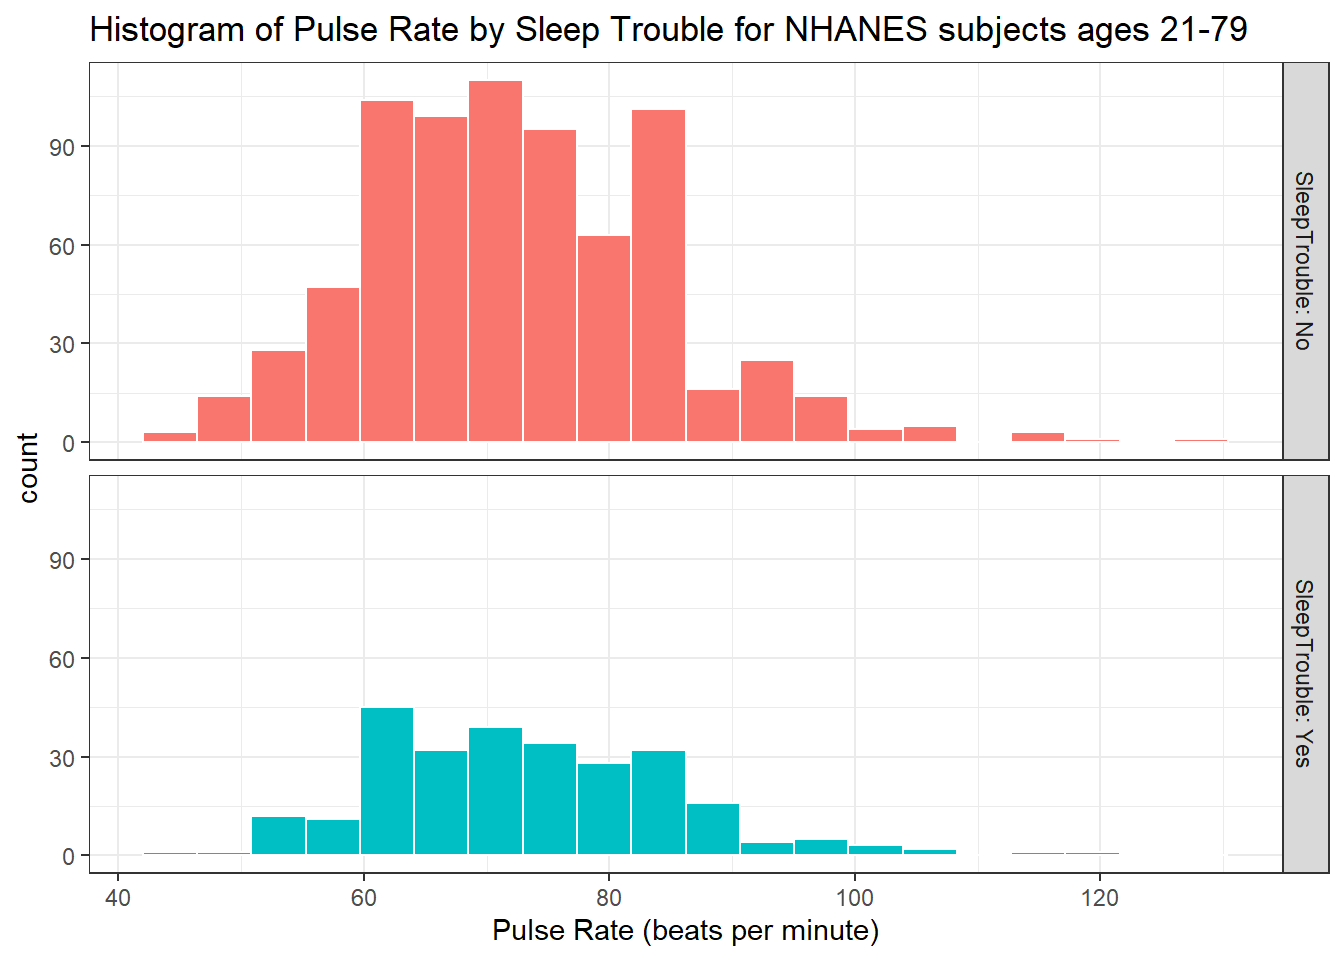 Histogram of Pulse Rate by Sleep Trouble for NHANES subjects ages 21-79
90
60
30
0
SleepTrouble: No
count
90
60
30
0
SleepTrouble: Yes
40 60 80 100 120
Pulse Rate (beats per minute)